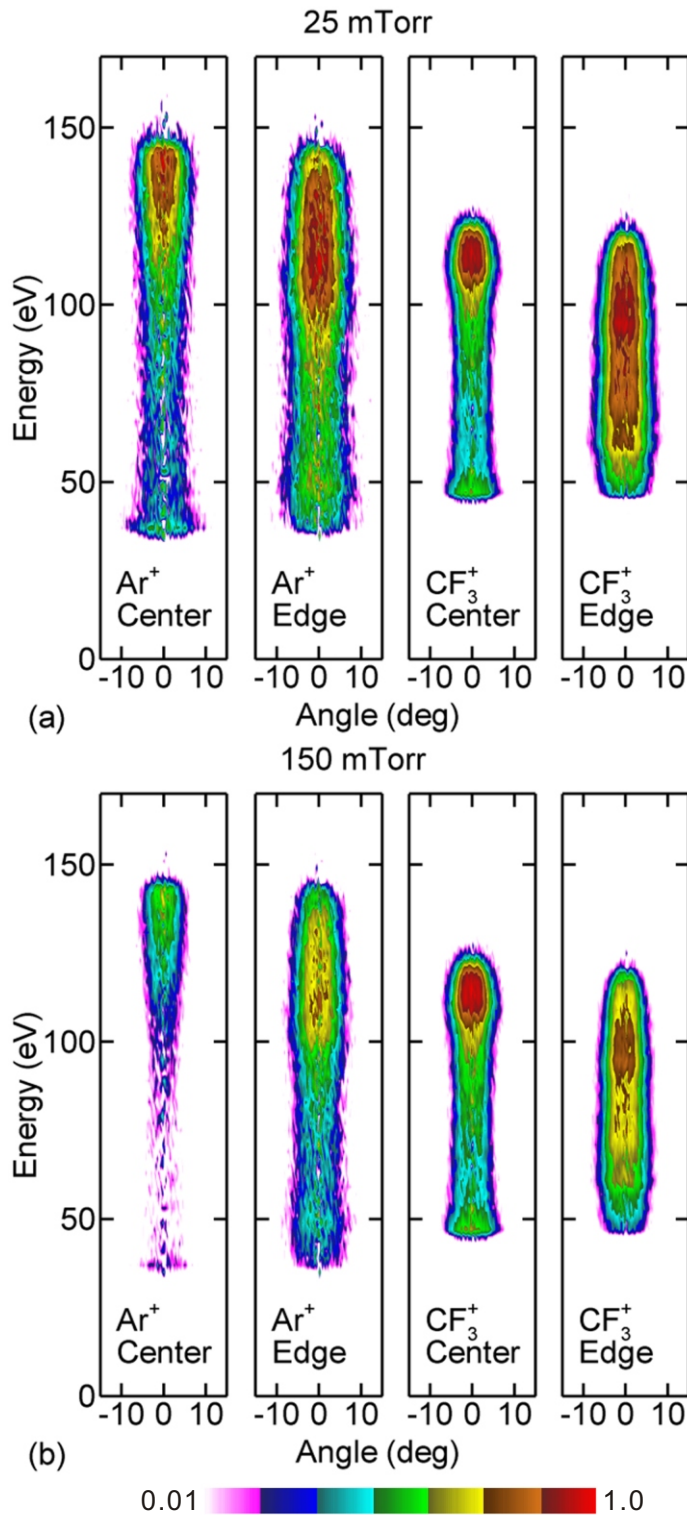 25 mTorr
150
100
50
0
Energy (eV)
Ar+ Center
Ar+ Edge
CF3+ Center
CF3+ Edge
-10 0 10 -10 0 10 -10 0 10 -10 0 10
(a) Angle (deg)
150 mTorr
150
100
50
0
Energy (eV)
Ar+ Center
Ar+ Edge
CF3+ Center
CF3+ Edge
-10 0 10 -10 0 10 -10 0 10 -10 0 10
(b) Angle (deg)
0.01 1.0